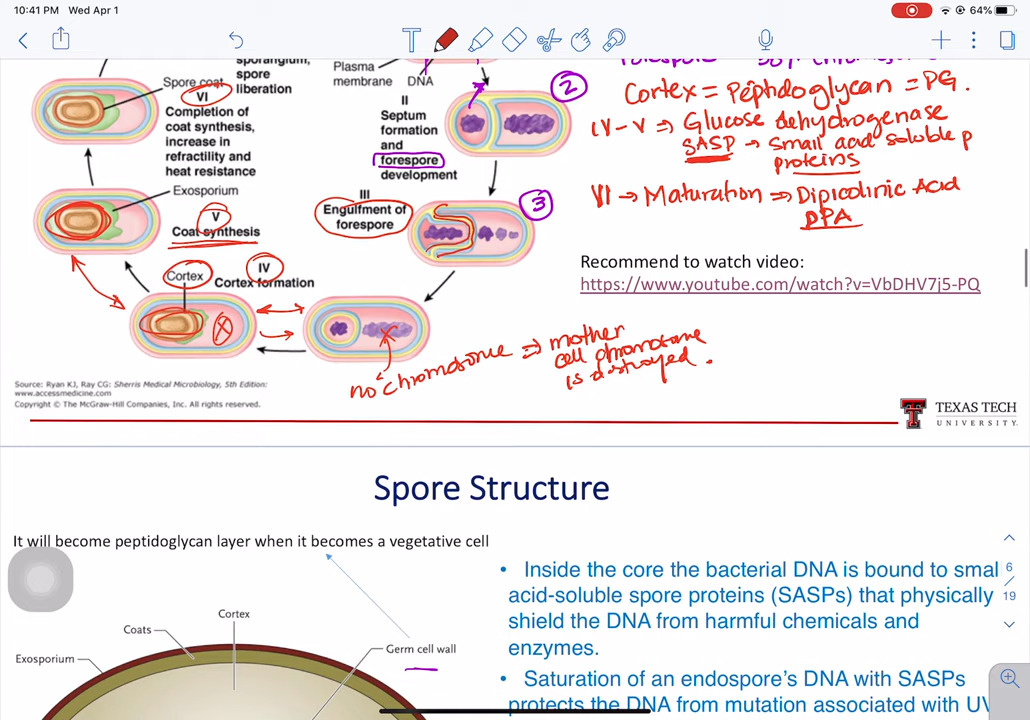 10:41 PM Wed Apr 1
64%
sporangium,
spore
liberation
Spore coat
VI
Completion of
coat synthesis,
increase in
refractility and
heat resistance
Exosporium
V
Coat synthesis
Cortex
IV
Cortex formation
Plasma
membrane
DNA
II
Septum
formation
and
forespore
development
III
Engulfment of
forespore
2
3
no chromosome => mother
cell chromosome
is destroyed.
Cortex = Peptidoglycan = PG.
IV-V => Glucose dehydrogenase
SASP → Small acid soluble p
proteins
VI → Maturation => Dipicolinic Acid
DPA
Recommend to watch video:
https://www.youtube.com/watch?v=VbDHV7j5-PQ
Source: Ryan KJ, Ray CG: Sherris Medical Microbiology, 5th Edition:
www.accessmedicine.com
Copyright © The McGraw-Hill Companies, Inc. All rights reserved.
TEXAS TECH
UNIVERSITY
Spore Structure
It will become peptidoglycan layer when it becomes a vegetative cell
Cortex
Coats
Exosporium
Germ cell wall
• Inside the core the bacterial DNA is bound to small
acid-soluble spore proteins (SASPs) that physically
shield the DNA from harmful chemicals and
enzymes.
• Saturation of an endospore's DNA with SASPs
protects the DNA from mutation associated with UV
6
19